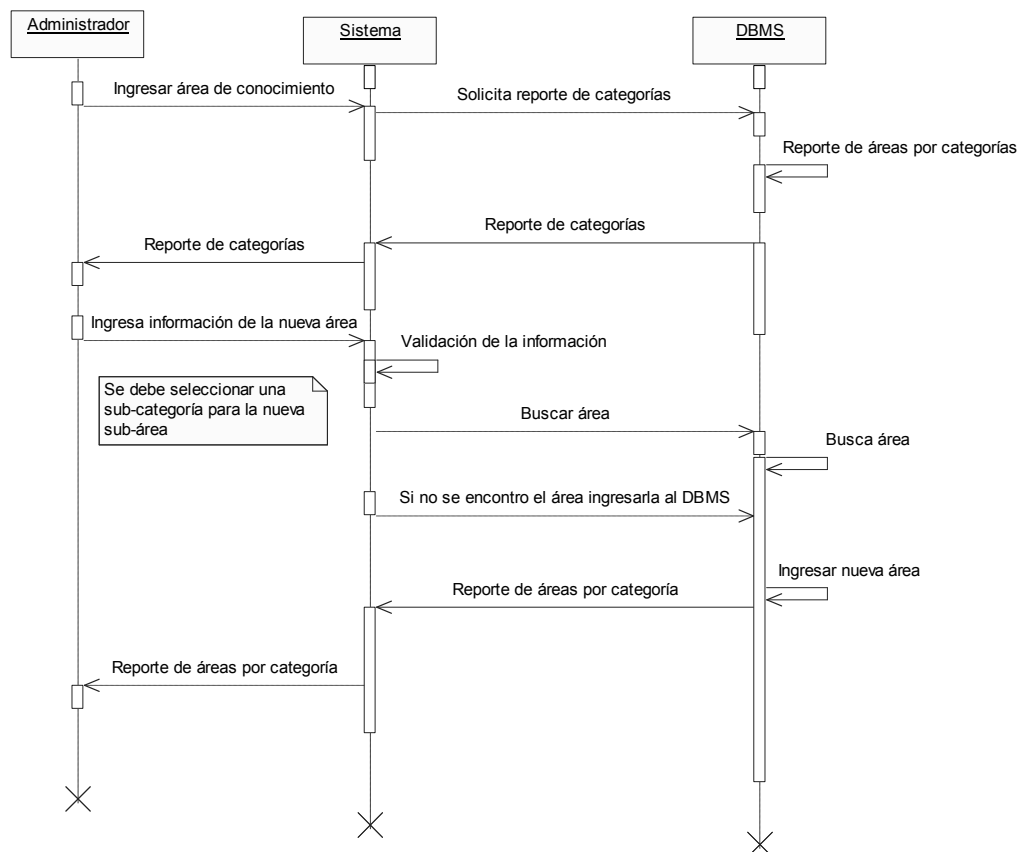 Administrador
Sistema
DBMS
Ingresar área de conocimiento
Solicita reporte de categorías
Reporte de áreas por categorías
Reporte de categorías
Reporte de categorías
Ingresa información de la nueva área
Validación de la información
Se debe seleccionar una
sub-categoría para la nueva
sub-área
Buscar área
Busca área
Si no se encontro el área ingresarla al DBMS
Ingresar nueva área
Reporte de áreas por categoría
Reporte de áreas por categoría